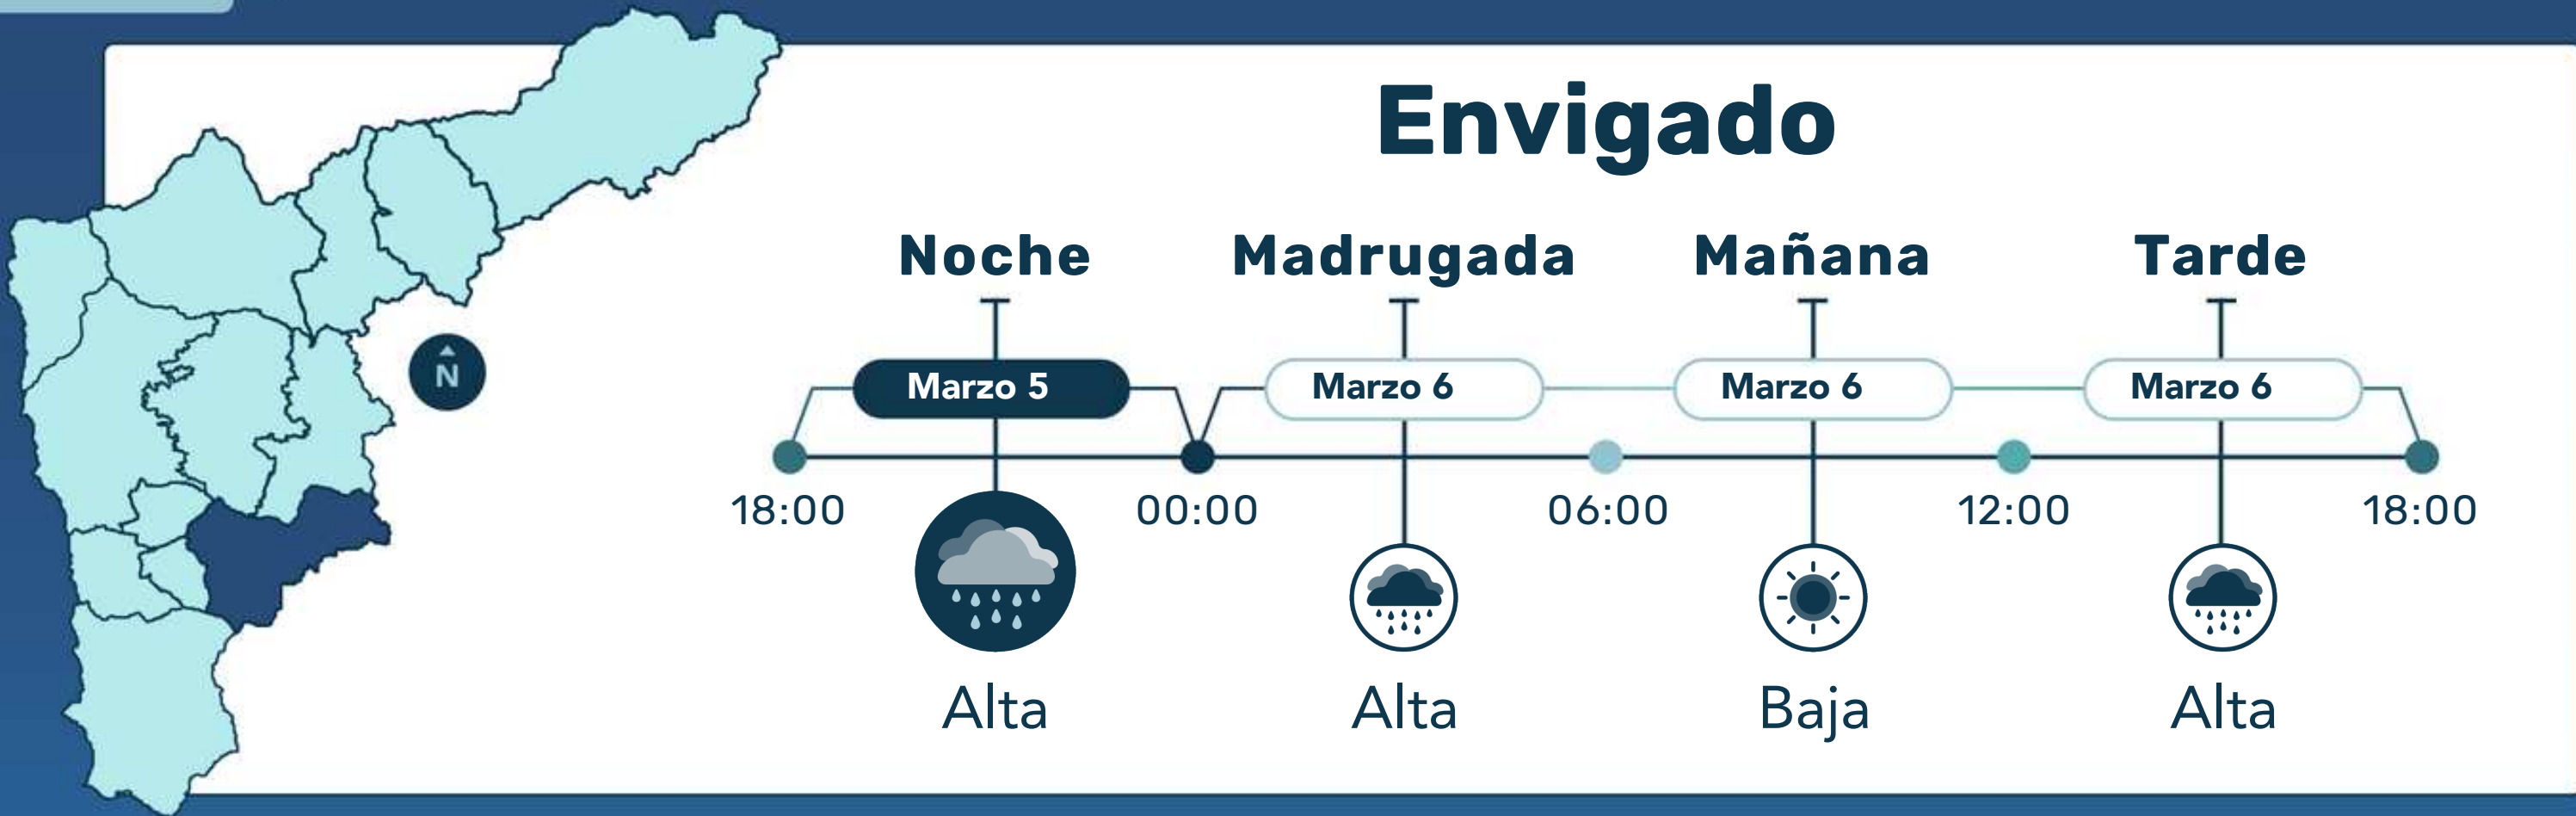 Envigado
Noche Madrugada Mañana Tarde
N
Marzo 5 Marzo 6 Marzo 6 Marzo 6
18:00 00:00 06:00 12:00 18:00
Alta Alta Baja Alta